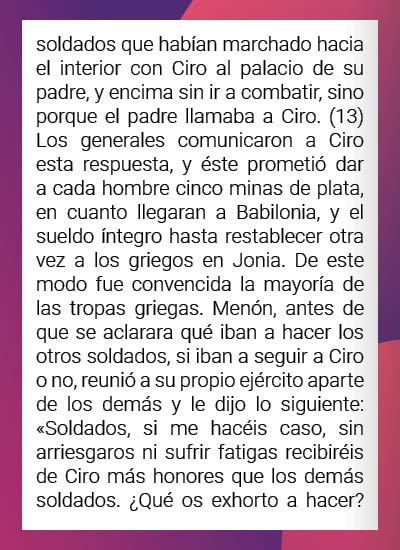 soldados que habían marchado hacia
el interior con Ciro al palacio de su
padre, y encima sin ir a combatir, sino
porque el padre llamaba a Ciro. (13)
Los generales comunicaron a Ciro
esta respuesta, y éste prometió dar
a cada hombre cinco minas de plata,
en cuanto llegaran a Babilonia, y el
sueldo íntegro hasta restablecer otra
vez a los griegos en Jonia. De este
modo fue convencida la mayoría de
las tropas griegas. Menón, antes de
que se aclarara qué iban a hacer los
otros soldados, si iban a seguir a Ciro
o no, reunió a su propio ejército aparte
de los demás y le dijo lo siguiente:
«Soldados, si me hacéis caso, sin
arriesgaros ni sufrir fatigas recibiréis
de Ciro más honores que los demás
soldados. ¿Qué os exhorto a hacer?